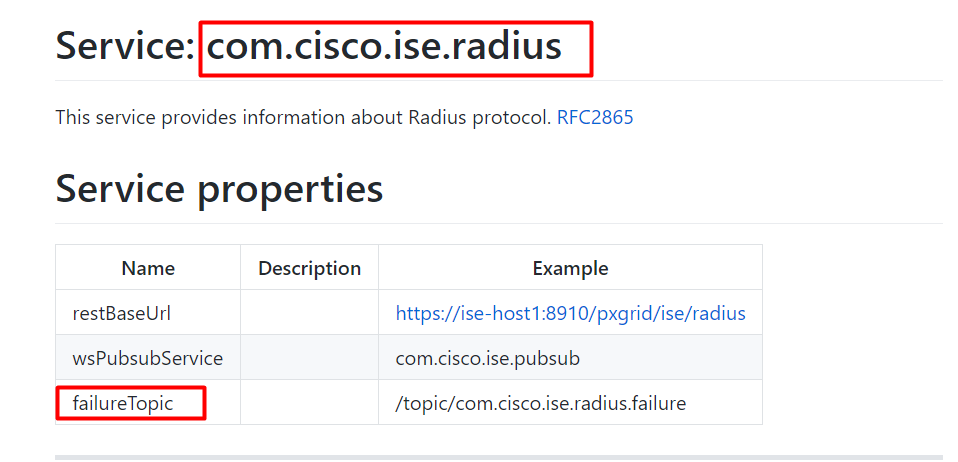 Service: com.cisco.ise.radius
This service provides information about Radius protocol. RFC2865
Service properties
Name Description Example
restBaseUrl https://ise-host1:8910/pxgrid/ise/radius
wsPubsubService com.cisco.ise.pubsub
failureTopic /topic/com.cisco.ise.radius.failure